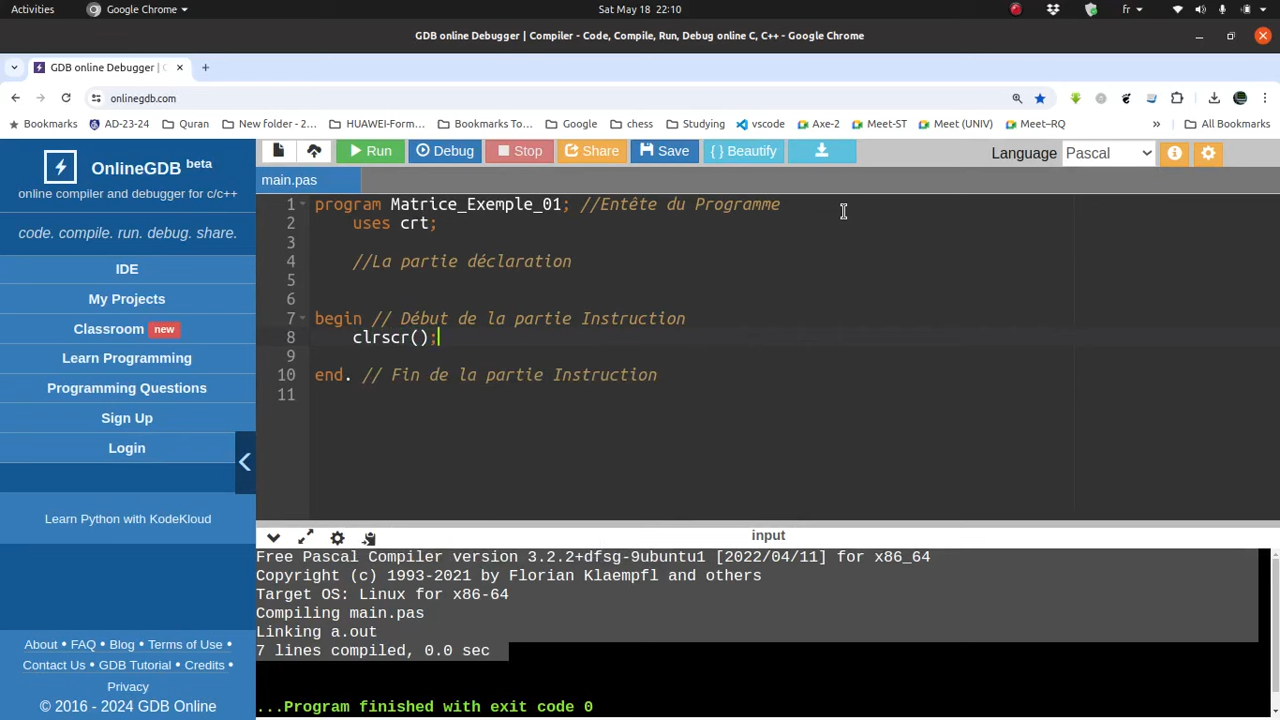 Activities Google Chrome Sat May 18 22:10 fr
GDB online Debugger | Compiler - Code, Compile, Run, Debug online C, C++ - Google Chrome
GDB online Debugger | C
onlinegdb.com
Bookmarks AD-23-24 Quran New folder - 2... HUAWEI-Form... Bookmarks To... Google chess Studying vscode Axe-2 Meet-ST Meet (UNIV) Meet–RQ » All Bookmarks
OnlineGDB beta
online compiler and debugger for c/c++
code. compile. run. debug. share.
IDE
My Projects
Classroom new
Learn Programming
Programming Questions
Sign Up
Login
Learn Python with KodeKloud
About • FAQ • Blog • Terms of Use •
Contact Us • GDB Tutorial • Credits •
Privacy
© 2016 - 2024 GDB Online
Run Debug Stop Share Save { } Beautify Language Pascal
main.pas
1 program Matrice_Exemple_01; //Entête du Programme
2 uses crt;
3
4 //La partie déclaration
5
6
7 begin // Début de la partie Instruction
8 clrscr();
9
10 end. // Fin de la partie Instruction
11
input
Free Pascal Compiler version 3.2.2+dfsg-9ubuntu1 [2022/04/11] for x86_64
Copyright (c) 1993-2021 by Florian Klaempfl and others
Target OS: Linux for x86-64
Compiling main.pas
Linking a.out
7 lines compiled, 0.0 sec
...Program finished with exit code 0